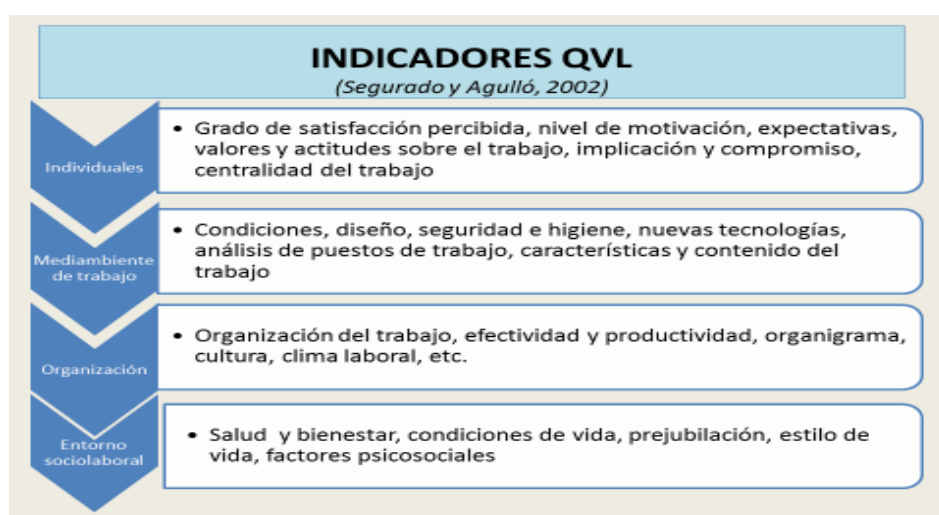 INDICADORES QVL
(Segurado y Agulló, 2002)
Individuales
• Grado de satisfacción percibida, nivel de motivación, expectativas,
valores y actitudes sobre el trabajo, implicación y compromiso,
centralidad del trabajo
Mediambiente
de trabajo
• Condiciones, diseño, seguridad e higiene, nuevas tecnologías,
análisis de puestos de trabajo, características y contenido del
trabajo
Organización
• Organización del trabajo, efectividad y productividad, organigrama,
cultura, clima laboral, etc.
Entorno
sociolaboral
• Salud y bienestar, condiciones de vida, prejubilación, estilo de
vida, factores psicosociales